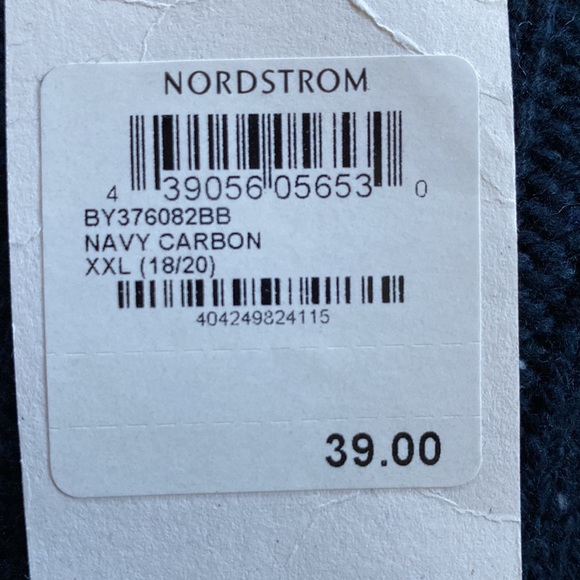 NORDSTROM
4 39056 05653 0
BY376082BB
NAVY CARBON
XXL (18/20)
404249824115
39.00